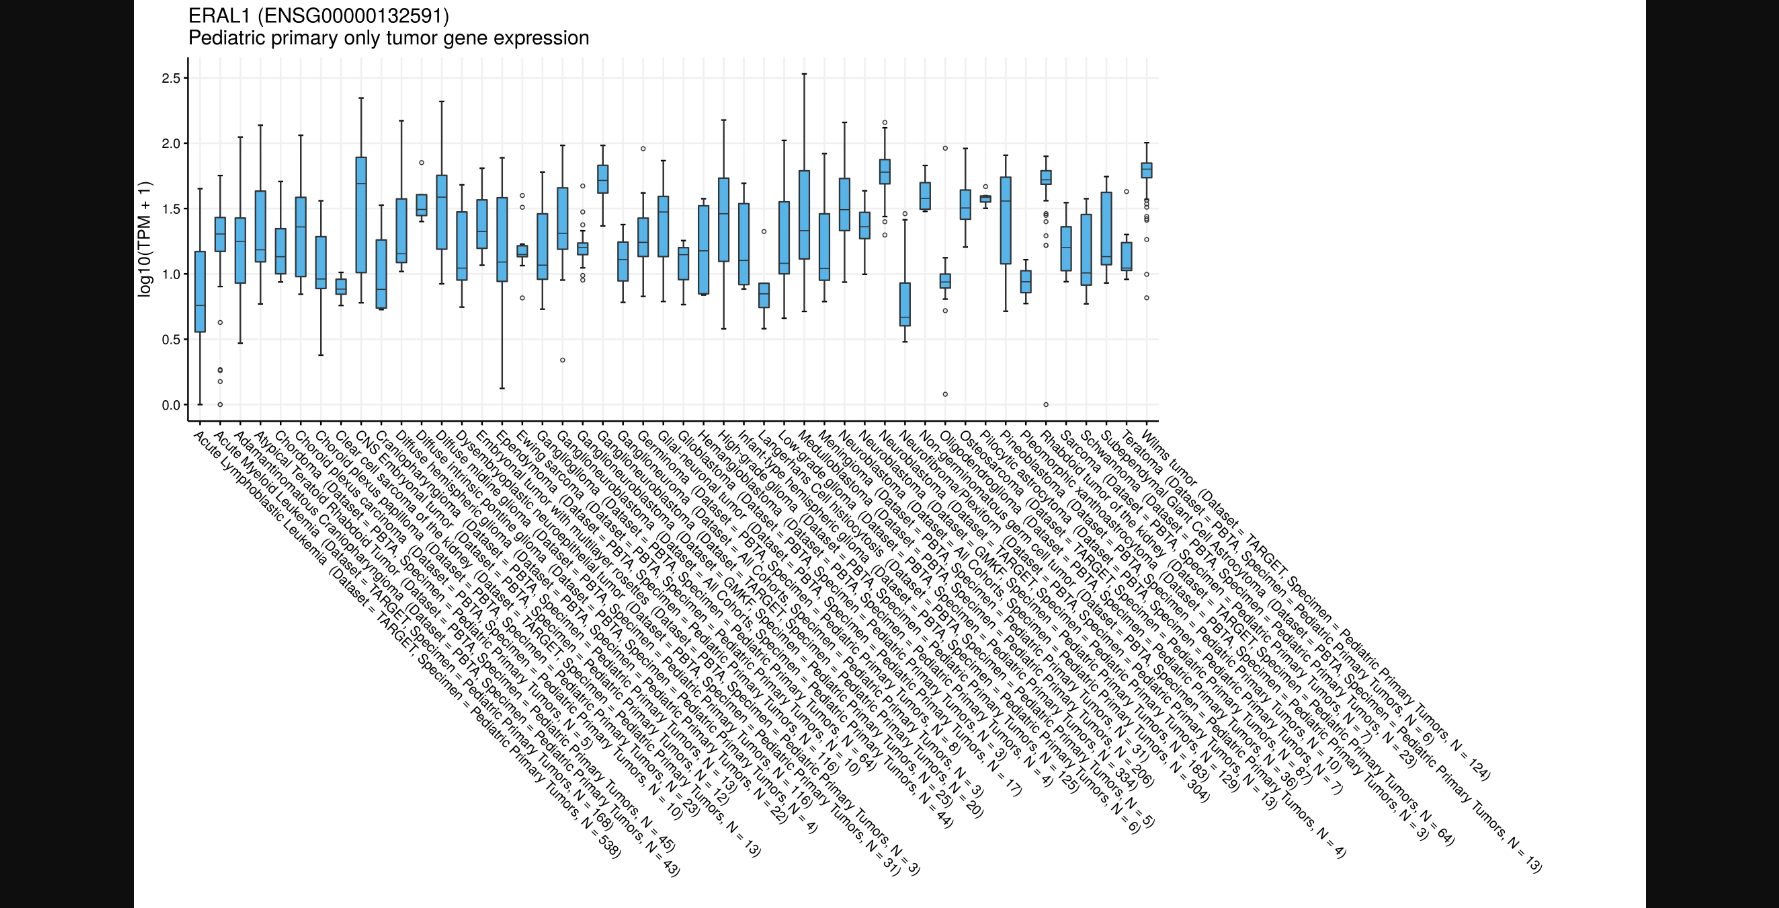 ERAL1 (ENSG00000132591)
Pediatric primary only tumor gene expression
log10(TPM + 1)
2.5
2.0
1.5
1.0
0.5
0.0
Acute Lymphoblastic Leukemia (Dataset = TARGET, Specimen = Pediatric Primary Tumors, N = 538)
Acute Myeloid Leukemia (Dataset = TARGET, Specimen = Pediatric Primary Tumors, N = 168)
Adamantinomatous Craniopharyngioma (Dataset = PBTA, Specimen = Pediatric Primary Tumors, N = 43)
Atypical Teratoid Rhabdoid Tumor (Dataset = PBTA, Specimen = Pediatric Primary Tumors, N = 45)
Chordoma (Dataset = PBTA, Specimen = Pediatric Primary Tumors, N = 5)
Choroid plexus carcinoma (Dataset = PBTA, Specimen = Pediatric Primary Tumors, N = 10)
Choroid plexus papilloma (Dataset = PBTA, Specimen = Pediatric Primary Tumors, N = 23)
Clear cell sarcoma of the kidney (Dataset = TARGET, Specimen = Pediatric Primary Tumors, N = 13)
CNS Embryonal tumor (Dataset = PBTA, Specimen = Pediatric Primary Tumors, N = 12)
Craniopharyngioma (Dataset = PBTA, Specimen = Pediatric Primary Tumors, N = 13)
Diffuse hemispheric glioma (Dataset = PBTA, Specimen = Pediatric Primary Tumors, N = 22)
Diffuse intrinsic pontine glioma (Dataset = PBTA, Specimen = Pediatric Primary Tumors, N = 4)
Diffuse midline glioma (Dataset = PBTA, Specimen = Pediatric Primary Tumors, N = 116)
Dysembryoplastic neuroepithelial tumor (Dataset = PBTA, Specimen = Pediatric Primary Tumors, N = 31)
Embryonal tumor with multilayer rosettes (Dataset = PBTA, Specimen = Pediatric Primary Tumors, N = 3)
Ependymoma (Dataset = PBTA, Specimen = Pediatric Primary Tumors, N = 116)
Ewing sarcoma (Dataset = PBTA, Specimen = Pediatric Primary Tumors, N = 10)
Ganglioglioma (Dataset = PBTA, Specimen = Pediatric Primary Tumors, N = 64)
Ganglioneuroblastoma (Dataset = All Cohorts, Specimen = Pediatric Primary Tumors, N = 44)
Ganglioneuroblastoma (Dataset = GMKF, Specimen = Pediatric Primary Tumors, N = 25)
Ganglioneuroblastoma (Dataset = TARGET, Specimen = Pediatric Primary Tumors, N = 20)
Ganglioneuroma (Dataset = All Cohorts, Specimen = Pediatric Primary Tumors, N = 3)
Germinoma (Dataset = PBTA, Specimen = Pediatric Primary Tumors, N = 8)
Glial-neuronal tumor (Dataset = PBTA, Specimen = Pediatric Primary Tumors, N = 17)
Glioblastoma (Dataset = PBTA, Specimen = Pediatric Primary Tumors, N = 3)
Hemangioblastoma (Dataset = PBTA, Specimen = Pediatric Primary Tumors, N = 4)
High-grade glioma (Dataset = PBTA, Specimen = Pediatric Primary Tumors, N = 125)
Infant-type hemispheric glioma (Dataset = PBTA, Specimen = Pediatric Primary Tumors, N = 6)
Langerhans Cell histiocytosis (Dataset = PBTA, Specimen = Pediatric Primary Tumors, N = 5)
Low-grade glioma (Dataset = PBTA, Specimen = Pediatric Primary Tumors, N = 334)
Medulloblastoma (Dataset = PBTA, Specimen = Pediatric Primary Tumors, N = 206)
Meningioma (Dataset = PBTA, Specimen = Pediatric Primary Tumors, N = 31)
Neuroblastoma (Dataset = All Cohorts, Specimen = Pediatric Primary Tumors, N = 304)
Neuroblastoma (Dataset = GMKF, Specimen = Pediatric Primary Tumors, N = 183)
Neuroblastoma (Dataset = TARGET, Specimen = Pediatric Primary Tumors, N = 129)
Neurofibroma/Plexiform (Dataset = PBTA, Specimen = Pediatric Primary Tumors, N = 13)
Non-germinomatous germ cell tumor (Dataset = PBTA, Specimen = Pediatric Primary Tumors, N = 4)
Oligodendroglioma (Dataset = PBTA, Specimen = Pediatric Primary Tumors, N = 36)
Osteosarcoma (Dataset = TARGET, Specimen = Pediatric Primary Tumors, N = 87)
Pilocytic astrocytoma (Dataset = PBTA, Specimen = Pediatric Primary Tumors, N = 7)
Pineoblastoma (Dataset = PBTA, Specimen = Pediatric Primary Tumors, N = 10)
Pleomorphic xanthoastrocytoma (Dataset = PBTA, Specimen = Pediatric Primary Tumors, N = 3)
Rhabdoid tumor of the kidney (Dataset = TARGET, Specimen = Pediatric Primary Tumors, N = 64)
Sarcoma (Dataset = PBTA, Specimen = Pediatric Primary Tumors, N = 7)
Schwannoma (Dataset = PBTA, Specimen = Pediatric Primary Tumors, N = 23)
Subependymal Giant Cell Astrocytoma (Dataset = PBTA, Specimen = Pediatric Primary Tumors, N = 13)
Teratoma (Dataset = PBTA, Specimen = Pediatric Primary Tumors, N = 6)
Wilms tumor (Dataset = TARGET, Specimen = Pediatric Primary Tumors, N = 124)